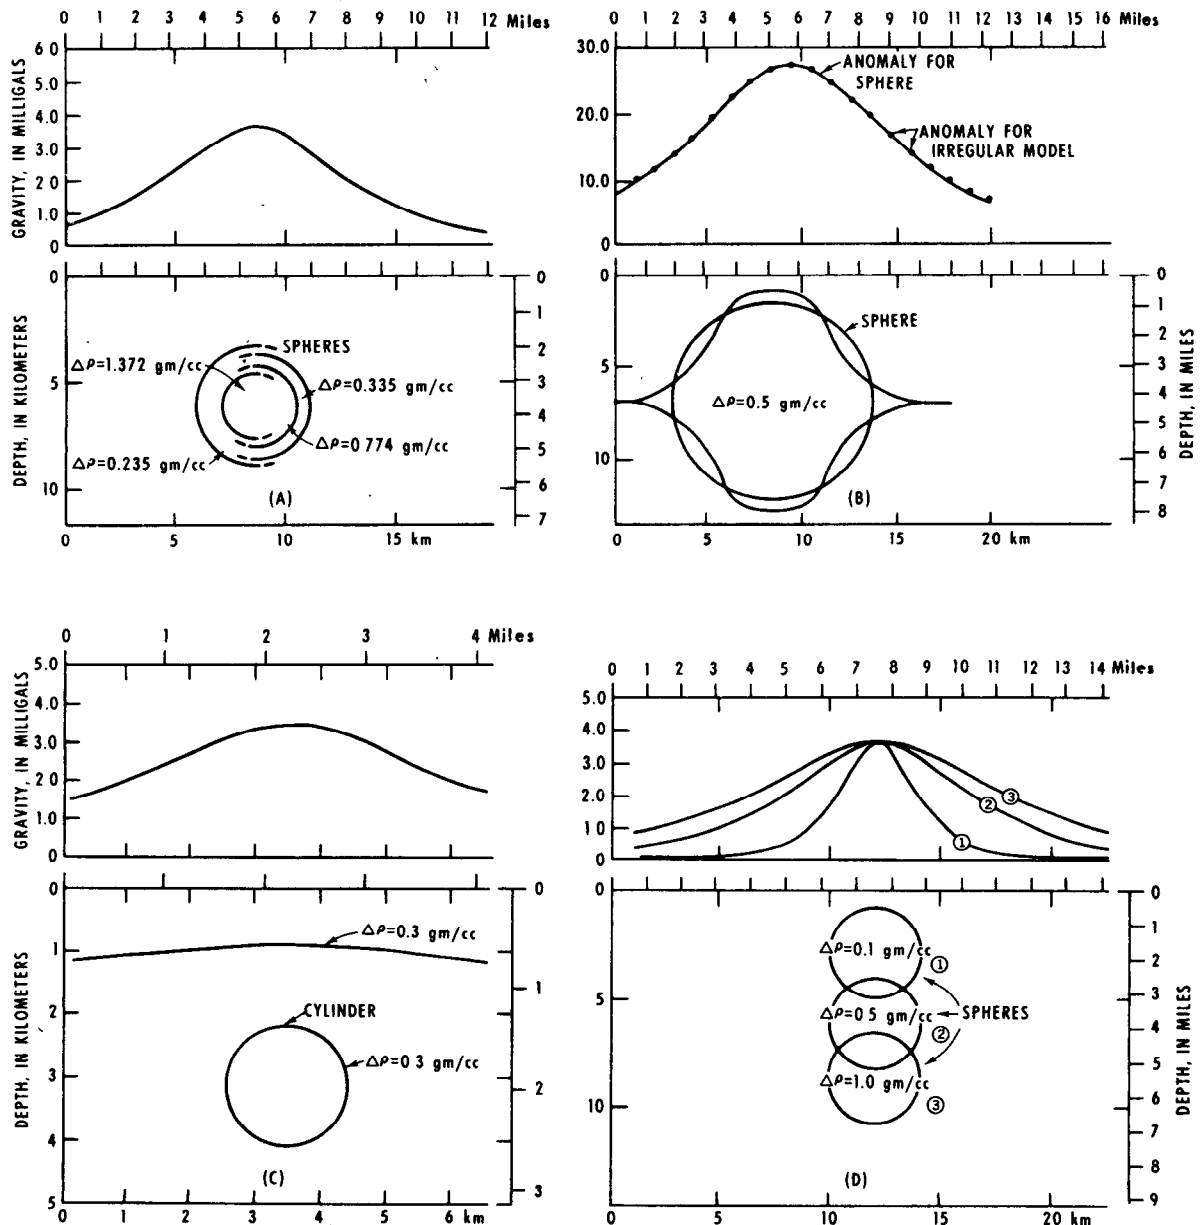 0 1 2 3 4 5 6 7 8 9 10 11 12 Miles
GRAVITY, IN MILLIGALS
6 0
5.0
4.0
3.0
2.0
1.0
0
0
5
10
DEPTH, IN KILOMETERS
SPHERES
Δρ=1.372 gm/cc
Δρ=0.335 gm/cc
Δρ=0 774 gm/cc
Δρ=0.235 gm/cc
(A)
0
1
2
3
4
5
6
7
0 5 10 15 km
0 1 2 3 4 5 6 7 8 9 10 11 12 13 14 15 16 Miles
30.0
20.0
10.0
0
ANOMALY FOR
SPHERE
ANOMALY FOR
IRREGULAR MODEL
0
5
10
SPHERE
Δρ=0.5 gm/cc
(B)
0
1
2
3
4
5
6
7
8
DEPTH, IN MILES
0 5 10 15 20 km
0 1 2 3 4 Miles
GRAVITY, IN MILLIGALS
5.0
4.0
3.0
2 0
1.0
0
DEPTH, IN KILOMETERS
0
1
2
3
4
5
Δρ=0.3 gm/cc
CYLINDER
Δρ=0 3 gm/cc
(C)
0
1
2
3
0 1 2 3 4 5 6 km
0 1 2 3 4 5 6 7 8 9 10 11 12 13 14 Miles
5.0
4.0
3.0
2.0
1 0
0
3
2
1
0
5
10
Δρ=0.1 gm/cc 1
Δρ=0 5 gm/cc SPHERES
2
Δρ=1.0 gm/cc
3
(D)
0
1
2
3
4
5
6
7
8
9
DEPTH, IN MILES
0 5 10 15 20 km